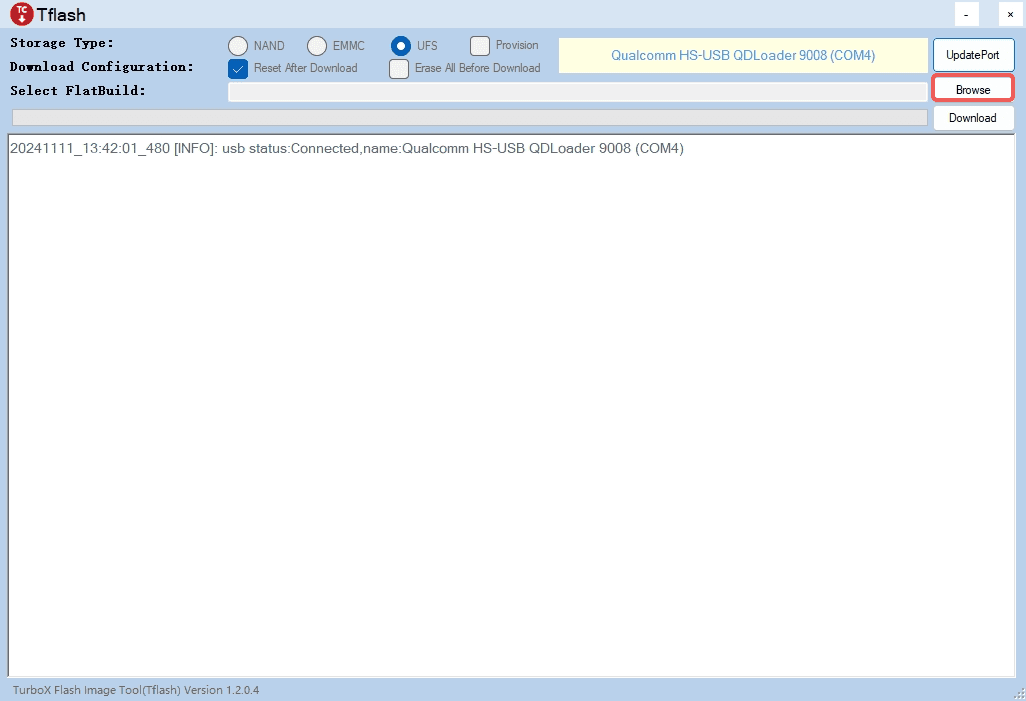 TC Tflash - ×
Storage Type: NAND EMMC UFS Provision Qualcomm HS-USB QDLoader 9008 (COM4) UpdatePort
Download Configuration: Reset After Download Erase All Before Download
Select FlatBuild: Browse
Download
20241111_13:42:01_480 [INFO]: usb status:Connected,name:Qualcomm HS-USB QDLoader 9008 (COM4)
TurboX Flash Image Tool(Tflash) Version 1.2.0.4